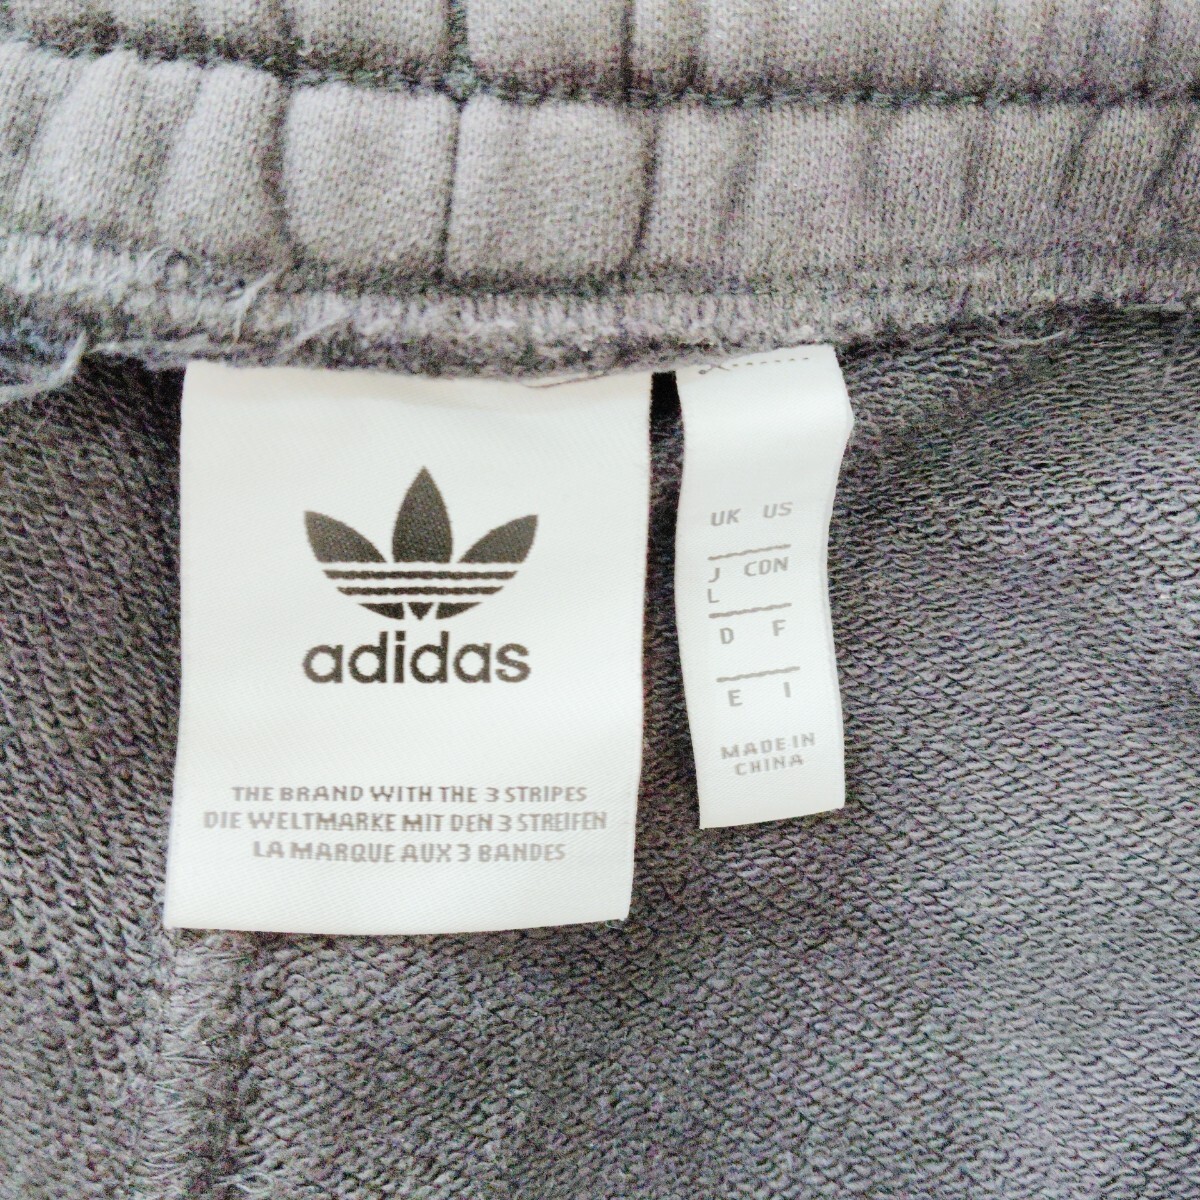 adidas
THE BRAND WITH THE 3 STRIPES
DIE WELTMARKE MIT DEN 3 STREIFEN
LA MARQUE AUX 3 BANDES
UK US
J CDN
L
D F
E I
MADE IN
CHINA